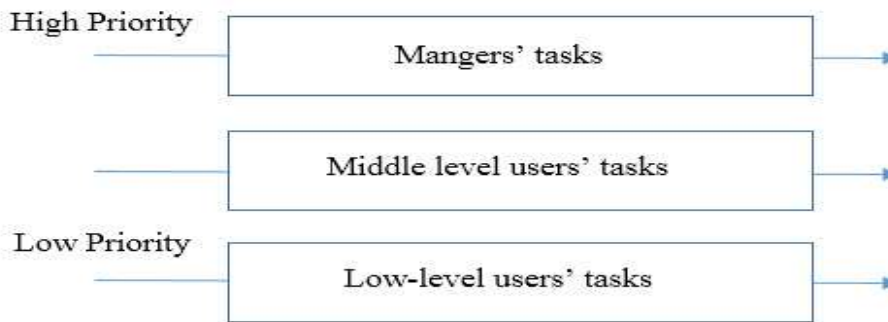 High Priority
Mangers’ tasks
Middle level users’ tasks
Low Priority
Low-level users’ tasks